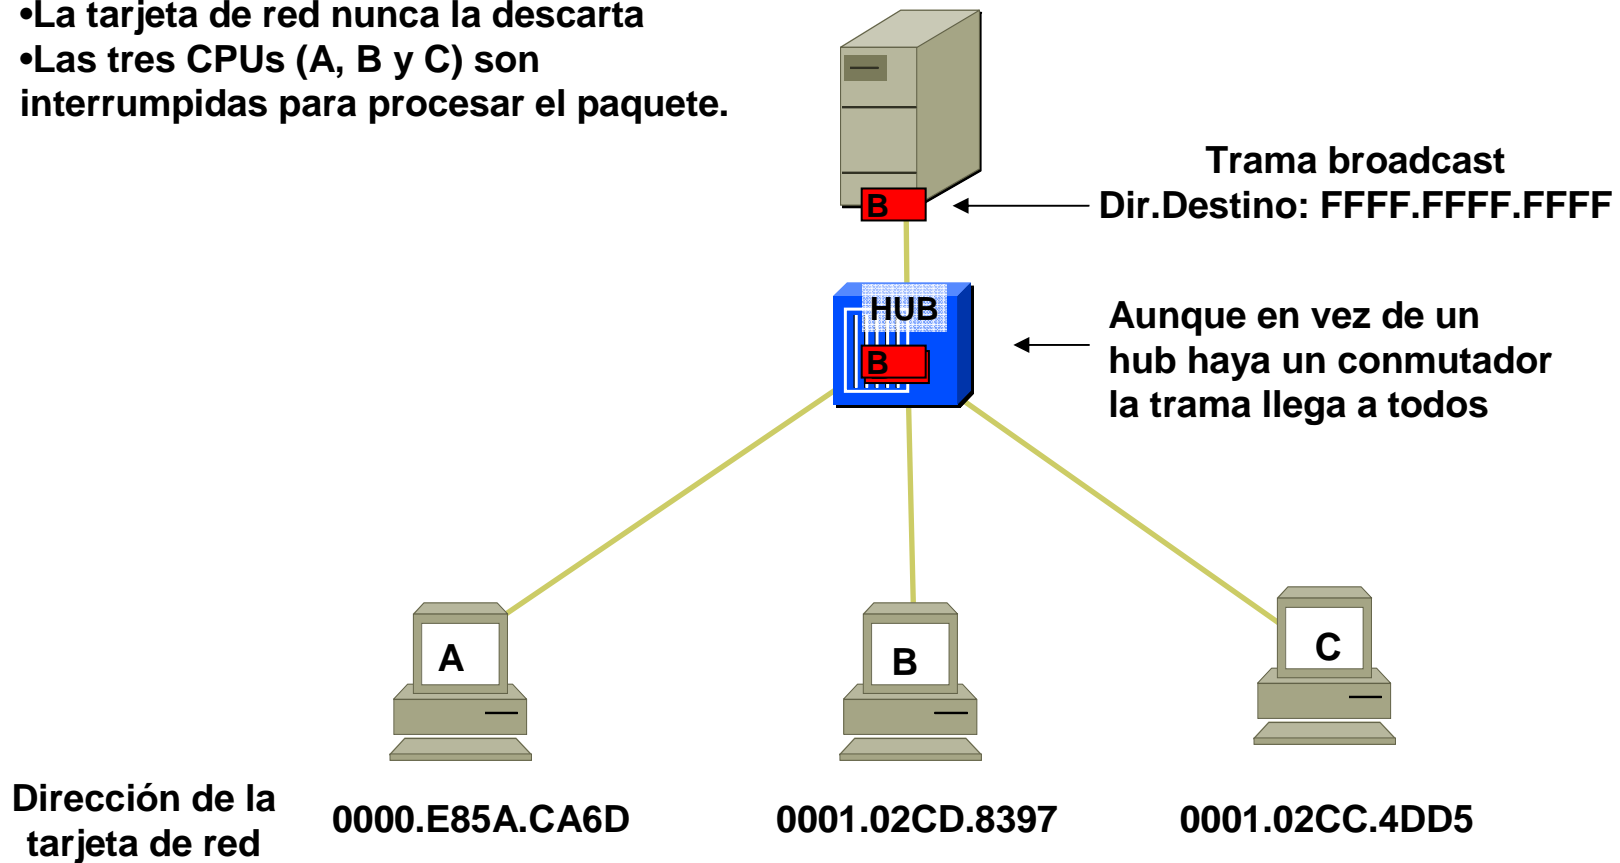 •La tarjeta de red nunca la descarta
•Las tres CPUs (A, B y C) son
interrumpidas para procesar el paquete.
Trama broadcast
Dir.Destino: FFFF.FFFF.FFFF
B
HUB
B
Aunque en vez de un
hub haya un conmutador
la trama llega a todos
A
B
C
Dirección de la
tarjeta de red
0000.E85A.CA6D
0001.02CD.8397
0001.02CC.4DD5